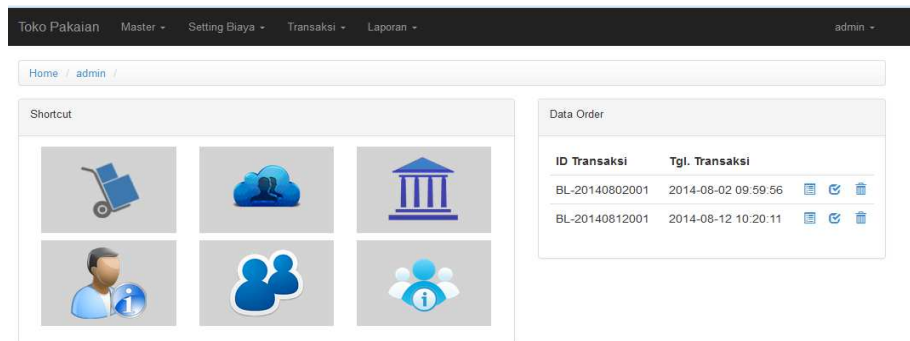 Toko Pakaian Master Setting Biaya Transaksi Laporan admin
Home / admin /
Shortcut
Data Order
ID Transaksi Tgl. Transaksi
BL-20140802001 2014-08-02 09:59:56
BL-20140812001 2014-08-12 10:20:11